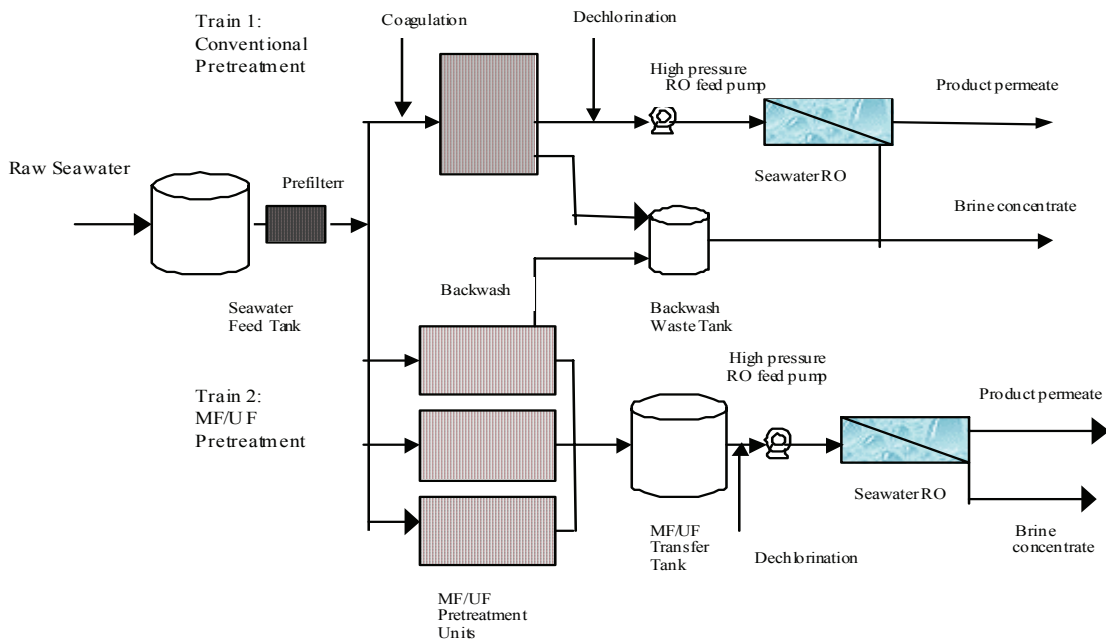 Train 1:
Conventional
Pretreatment
Coagulation
Dechlorination
High pressure
RO feed pump
Product permeate
Raw Seawater
Prefilterr
Seawater RO
Brine concentrate
Seawater
Feed Tank
Backwash
Backwash
Waste Tank
Train 2:
MF/UF
Pretreatment
High pressure
RO feed pump
Product permeate
Seawater RO
MF/UF
Transfer
Tank
Dechlorination
Brine
concentrate
MF/UF
Pretreatment
Units